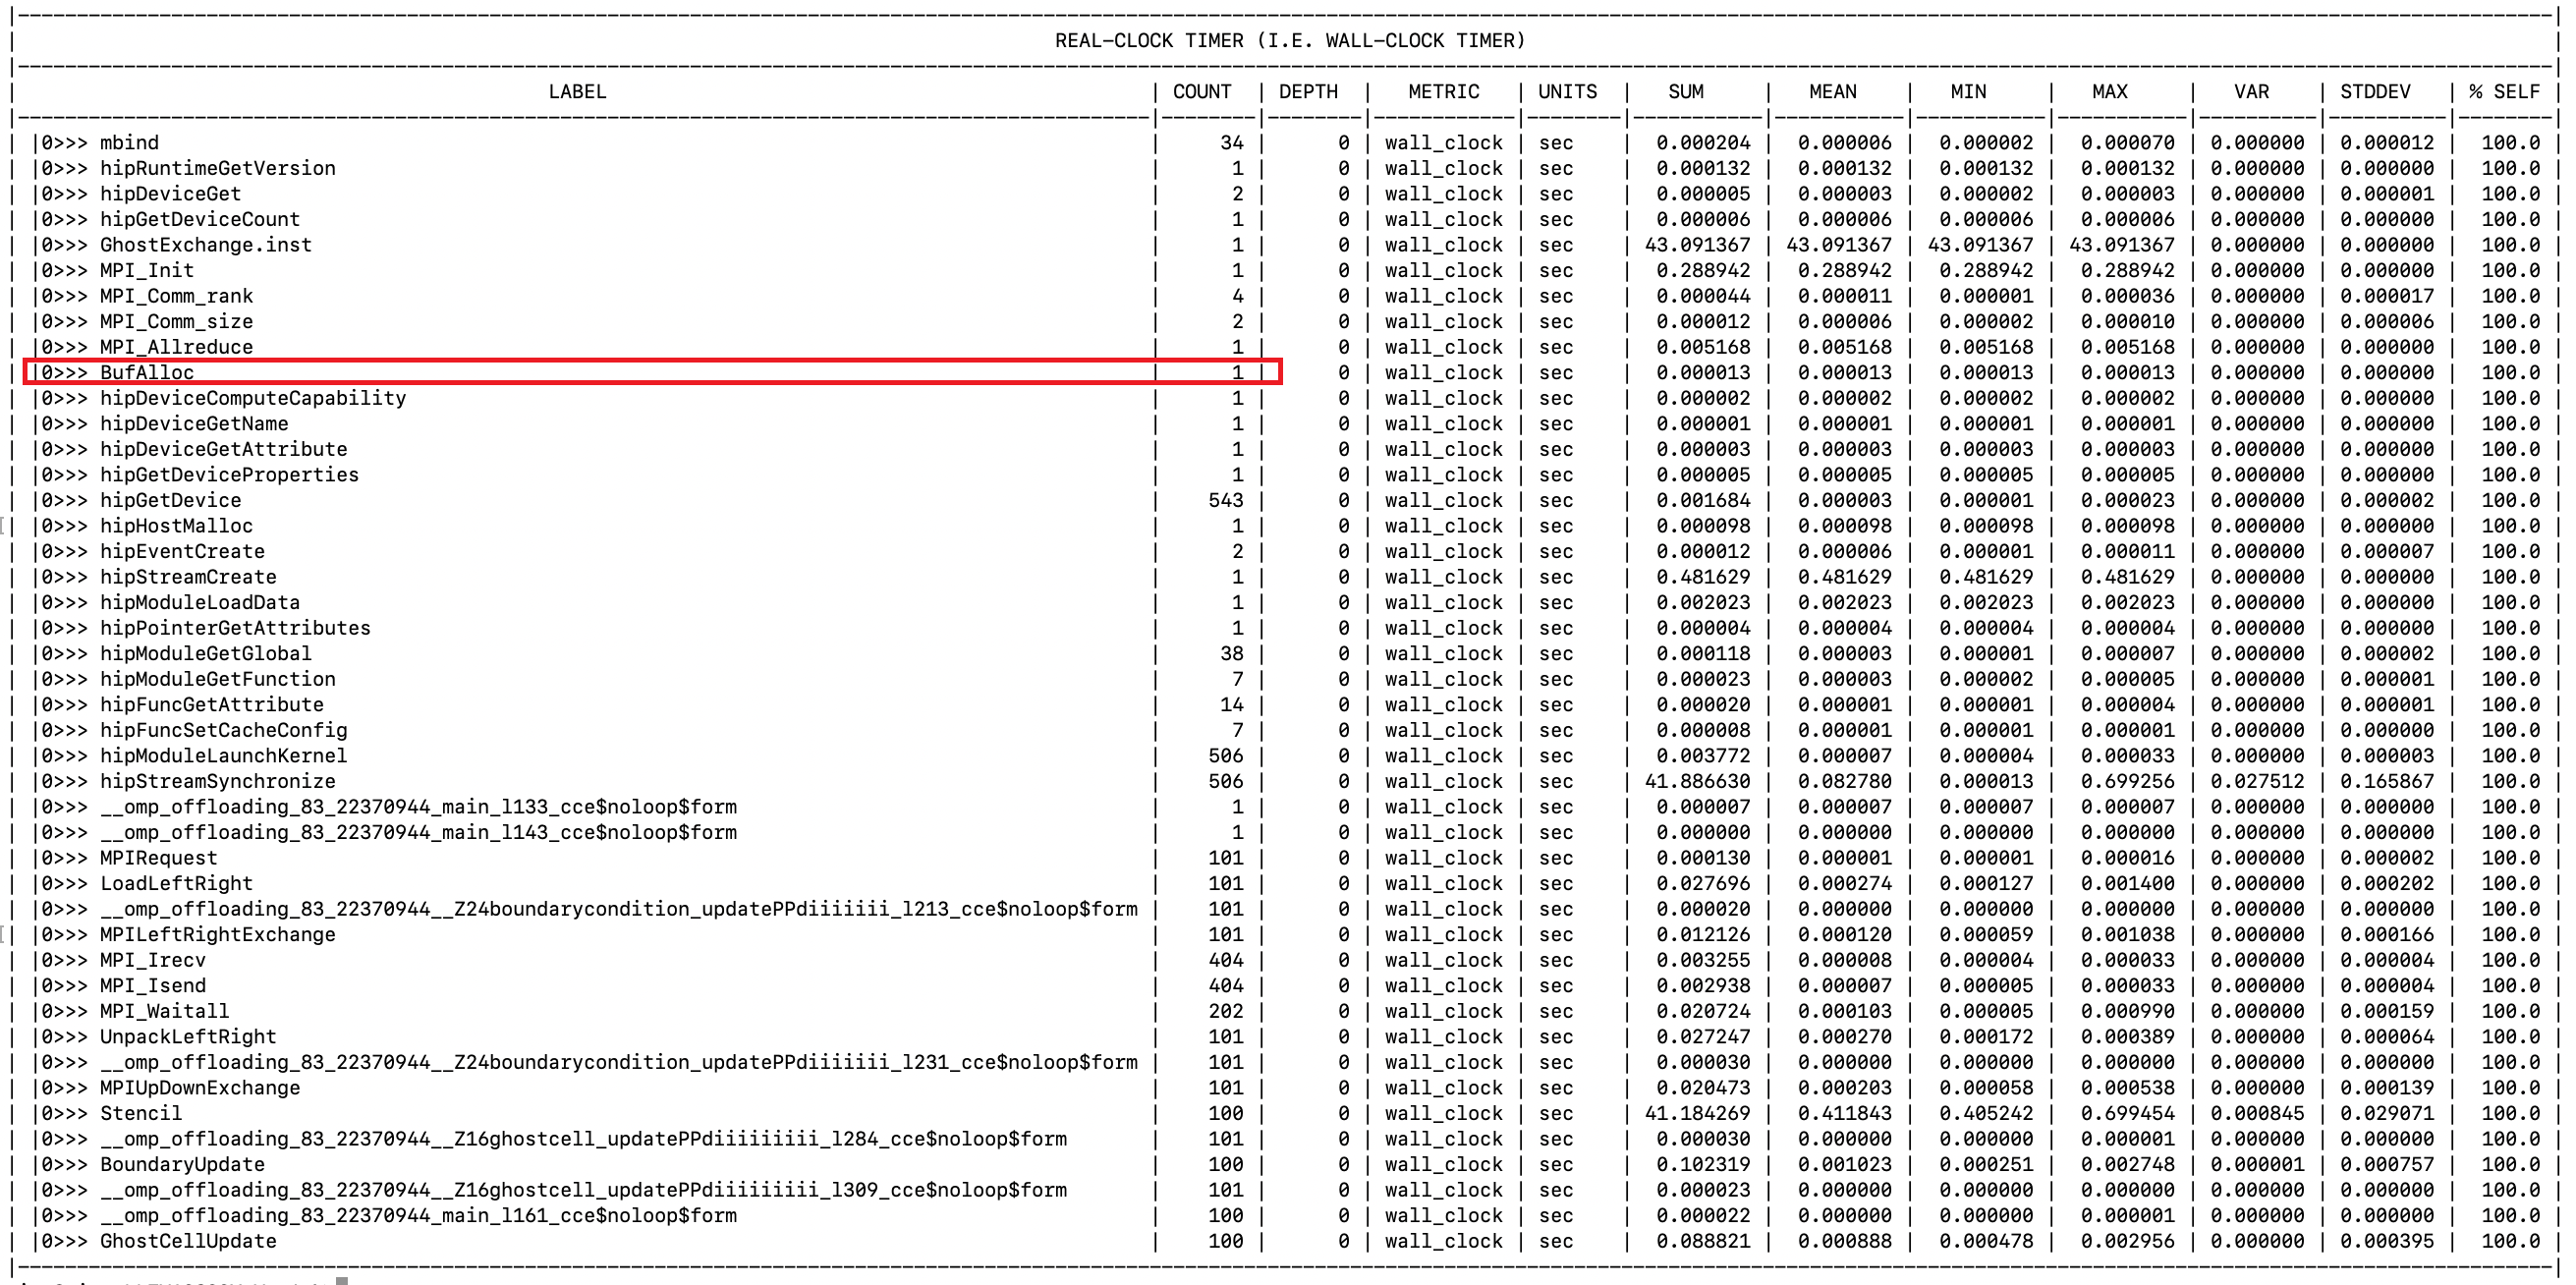 REAL-CLOCK TIMER (I.E. WALL-CLOCK TIMER)
| LABEL | COUNT | DEPTH | METRIC | UNITS | SUM | MEAN | MIN | MAX | VAR | STDDEV | % SELF |
| |0>>> mbind | 34 | 0 | wall_clock | sec | 0.000204 | 0.000006 | 0.000002 | 0.000070 | 0.000000 | 0.000012 | 100.0 |
| |0>>> hipRuntimeGetVersion | 1 | 0 | wall_clock | sec | 0.000132 | 0.000132 | 0.000132 | 0.000132 | 0.000000 | 0.000000 | 100.0 |
| |0>>> hipDeviceGet | 2 | 0 | wall_clock | sec | 0.000005 | 0.000003 | 0.000002 | 0.000003 | 0.000000 | 0.000001 | 100.0 |
| |0>>> hipGetDeviceCount | 1 | 0 | wall_clock | sec | 0.000006 | 0.000006 | 0.000006 | 0.000006 | 0.000000 | 0.000000 | 100.0 |
| |0>>> GhostExchange.inst | 1 | 0 | wall_clock | sec | 43.091367 | 43.091367 | 43.091367 | 43.091367 | 0.000000 | 0.000000 | 100.0 |
| |0>>> MPI_Init | 1 | 0 | wall_clock | sec | 0.288942 | 0.288942 | 0.288942 | 0.288942 | 0.000000 | 0.000000 | 100.0 |
| |0>>> MPI_Comm_rank | 4 | 0 | wall_clock | sec | 0.000044 | 0.000011 | 0.000001 | 0.000036 | 0.000000 | 0.000017 | 100.0 |
| |0>>> MPI_Comm_size | 2 | 0 | wall_clock | sec | 0.000012 | 0.000006 | 0.000002 | 0.000010 | 0.000000 | 0.000006 | 100.0 |
| |0>>> MPI_Allreduce | 1 | 0 | wall_clock | sec | 0.005168 | 0.005168 | 0.005168 | 0.005168 | 0.000000 | 0.000000 | 100.0 |
| |0>>> BufAlloc | 1 | 0 | wall_clock | sec | 0.000013 | 0.000013 | 0.000013 | 0.000013 | 0.000000 | 0.000000 | 100.0 |
| |0>>> hipDeviceComputeCapability | 1 | 0 | wall_clock | sec | 0.000002 | 0.000002 | 0.000002 | 0.000002 | 0.000000 | 0.000000 | 100.0 |
| |0>>> hipDeviceGetName | 1 | 0 | wall_clock | sec | 0.000001 | 0.000001 | 0.000001 | 0.000001 | 0.000000 | 0.000000 | 100.0 |
| |0>>> hipDeviceGetAttribute | 1 | 0 | wall_clock | sec | 0.000003 | 0.000003 | 0.000003 | 0.000003 | 0.000000 | 0.000000 | 100.0 |
| |0>>> hipGetDeviceProperties | 1 | 0 | wall_clock | sec | 0.000005 | 0.000005 | 0.000005 | 0.000005 | 0.000000 | 0.000000 | 100.0 |
| |0>>> hipGetDevice | 543 | 0 | wall_clock | sec | 0.001684 | 0.000003 | 0.000001 | 0.000023 | 0.000000 | 0.000002 | 100.0 |
| |0>>> hipHostMalloc | 1 | 0 | wall_clock | sec | 0.000098 | 0.000098 | 0.000098 | 0.000098 | 0.000000 | 0.000000 | 100.0 |
| |0>>> hipEventCreate | 2 | 0 | wall_clock | sec | 0.000012 | 0.000006 | 0.000001 | 0.000011 | 0.000000 | 0.000007 | 100.0 |
| |0>>> hipStreamCreate | 1 | 0 | wall_clock | sec | 0.481629 | 0.481629 | 0.481629 | 0.481629 | 0.000000 | 0.000000 | 100.0 |
| |0>>> hipModuleLoadData | 1 | 0 | wall_clock | sec | 0.002023 | 0.002023 | 0.002023 | 0.002023 | 0.000000 | 0.000000 | 100.0 |
| |0>>> hipPointerGetAttributes | 1 | 0 | wall_clock | sec | 0.000004 | 0.000004 | 0.000004 | 0.000004 | 0.000000 | 0.000000 | 100.0 |
| |0>>> hipModuleGetGlobal | 38 | 0 | wall_clock | sec | 0.000118 | 0.000003 | 0.000001 | 0.000007 | 0.000000 | 0.000002 | 100.0 |
| |0>>> hipModuleGetFunction | 7 | 0 | wall_clock | sec | 0.000023 | 0.000003 | 0.000002 | 0.000005 | 0.000000 | 0.000001 | 100.0 |
| |0>>> hipFuncGetAttribute | 14 | 0 | wall_clock | sec | 0.000020 | 0.000001 | 0.000001 | 0.000004 | 0.000000 | 0.000001 | 100.0 |
| |0>>> hipFuncSetCacheConfig | 7 | 0 | wall_clock | sec | 0.000008 | 0.000001 | 0.000001 | 0.000001 | 0.000000 | 0.000000 | 100.0 |
| |0>>> hipModuleLaunchKernel | 506 | 0 | wall_clock | sec | 0.003772 | 0.000007 | 0.000004 | 0.000033 | 0.000000 | 0.000003 | 100.0 |
| |0>>> hipStreamSynchronize | 506 | 0 | wall_clock | sec | 41.886630 | 0.082780 | 0.000013 | 0.699256 | 0.027512 | 0.165867 | 100.0 |
| |0>>> __omp_offloading_83_22370944_main_l133_cce$noloop$form | 1 | 0 | wall_clock | sec | 0.000007 | 0.000007 | 0.000007 | 0.000007 | 0.000000 | 0.000000 | 100.0 |
| |0>>> __omp_offloading_83_22370944_main_l143_cce$noloop$form | 1 | 0 | wall_clock | sec | 0.000000 | 0.000000 | 0.000000 | 0.000000 | 0.000000 | 0.000000 | 100.0 |
| |0>>> MPIRequest | 101 | 0 | wall_clock | sec | 0.000130 | 0.000001 | 0.000001 | 0.000016 | 0.000000 | 0.000002 | 100.0 |
| |0>>> LoadLeftRight | 101 | 0 | wall_clock | sec | 0.027696 | 0.000274 | 0.000127 | 0.001400 | 0.000000 | 0.000202 | 100.0 |
| |0>>> __omp_offloading_83_22370944__Z24boundarycondition_updatePPdiiiiiii_l213_cce$noloop$form | 101 | 0 | wall_clock | sec | 0.000020 | 0.000000 | 0.000000 | 0.000000 | 0.000000 | 0.000000 | 100.0 |
| |0>>> MPILeftRightExchange | 101 | 0 | wall_clock | sec | 0.012126 | 0.000120 | 0.000059 | 0.001038 | 0.000000 | 0.000166 | 100.0 |
| |0>>> MPI_Irecv | 404 | 0 | wall_clock | sec | 0.003255 | 0.000008 | 0.000004 | 0.000033 | 0.000000 | 0.000004 | 100.0 |
| |0>>> MPI_Isend | 404 | 0 | wall_clock | sec | 0.002938 | 0.000007 | 0.000005 | 0.000033 | 0.000000 | 0.000004 | 100.0 |
| |0>>> MPI_Waitall | 202 | 0 | wall_clock | sec | 0.020724 | 0.000103 | 0.000005 | 0.000990 | 0.000000 | 0.000159 | 100.0 |
| |0>>> UnpackLeftRight | 101 | 0 | wall_clock | sec | 0.027247 | 0.000270 | 0.000172 | 0.000389 | 0.000000 | 0.000064 | 100.0 |
| |0>>> __omp_offloading_83_22370944__Z24boundarycondition_updatePPdiiiiiii_l231_cce$noloop$form | 101 | 0 | wall_clock | sec | 0.000030 | 0.000000 | 0.000000 | 0.000000 | 0.000000 | 0.000000 | 100.0 |
| |0>>> MPIUpDownExchange | 101 | 0 | wall_clock | sec | 0.020473 | 0.000203 | 0.000058 | 0.000538 | 0.000000 | 0.000139 | 100.0 |
| |0>>> Stencil | 100 | 0 | wall_clock | sec | 41.184269 | 0.411843 | 0.405242 | 0.699454 | 0.000845 | 0.029071 | 100.0 |
| |0>>> __omp_offloading_83_22370944__Z16ghostcell_updatePPdiiiiiiiii_l284_cce$noloop$form | 101 | 0 | wall_clock | sec | 0.000030 | 0.000000 | 0.000000 | 0.000001 | 0.000000 | 0.000000 | 100.0 |
| |0>>> BoundaryUpdate | 100 | 0 | wall_clock | sec | 0.102319 | 0.001023 | 0.000251 | 0.002748 | 0.000001 | 0.000757 | 100.0 |
| |0>>> __omp_offloading_83_22370944__Z16ghostcell_updatePPdiiiiiiiii_l309_cce$noloop$form | 101 | 0 | wall_clock | sec | 0.000023 | 0.000000 | 0.000000 | 0.000000 | 0.000000 | 0.000000 | 100.0 |
| |0>>> __omp_offloading_83_22370944_main_l161_cce$noloop$form | 100 | 0 | wall_clock | sec | 0.000022 | 0.000000 | 0.000000 | 0.000001 | 0.000000 | 0.000000 | 100.0 |
| |0>>> GhostCellUpdate | 100 | 0 | wall_clock | sec | 0.088821 | 0.000888 | 0.000478 | 0.002956 | 0.000000 | 0.000395 | 100.0 |